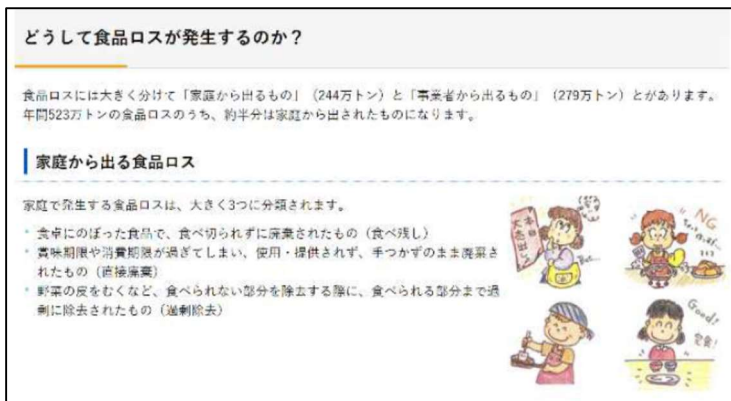 どうして食品ロスが発生するのか？
食品ロスには大きく分けて「家庭から出るもの」（244万トン）と「事業者から出るもの」（279万トン）とがあります。
年間523万トンの食品ロスのうち、約半分は家庭から出されたものになります。
家庭から出る食品ロス
家庭で発生する食品ロスは、大きく3つに分類されます。
食卓にのぼった食品で、食べ切られずに廃棄されたもの（食べ残し）
賞味期限や消費期限が過ぎてしまい、使用・提供されず、手つかずのまま廃棄さ
れたもの（直接廃棄）
野菜の皮をむくなど、食べられない部分を除去する際に、食べられる部分まで過
剰に除去されたもの（過剰除去）
本日
大売出し
NG
Good!
完食!